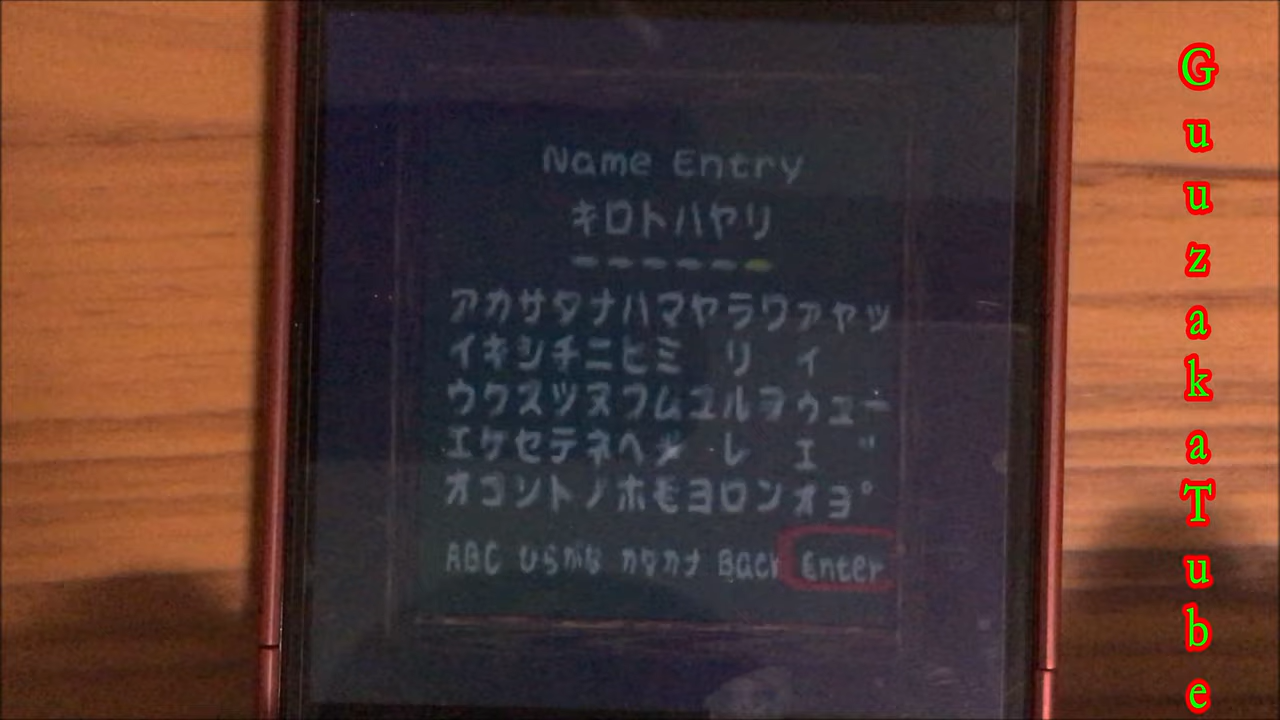 Name Entry
キロトハヤリ
アカサタナハマヤラワァャッ
イキシチニヒミ リ ィ
ウクスツヌフムユルヲゥュー
エケセテネヘメ レ ェ ゛
オコソトノホモヨロンォョ゜
ABC ひらがな カタカナ Back Enter
GuuzakaTube